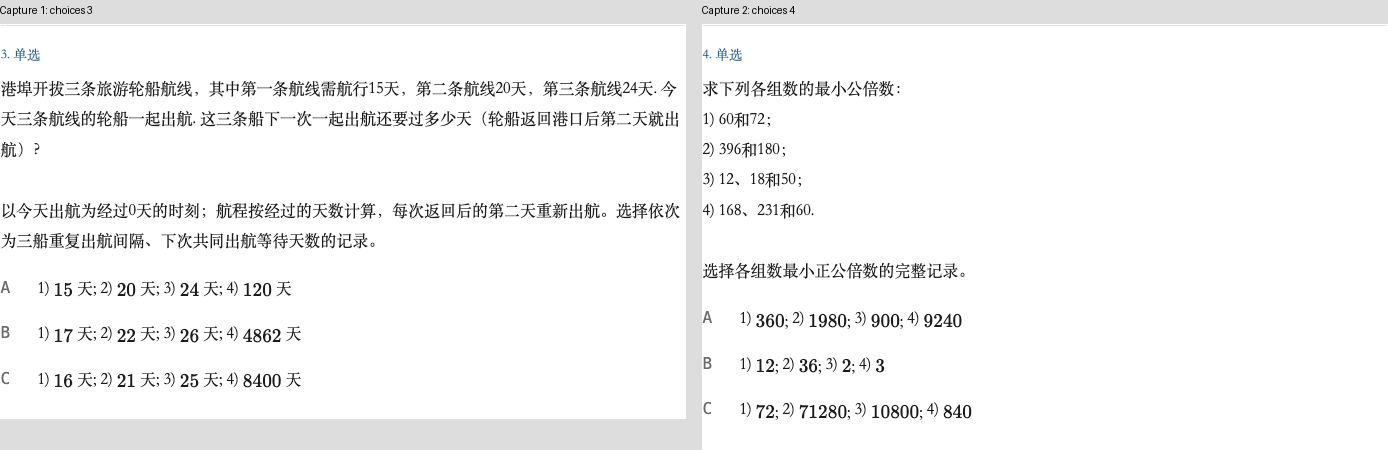 Capture 1: choices 3
3. 单选
港埠开拔三条旅游轮船航线，其中第一条航线需航行15天，第二条航线20天，第三条航线24天. 今
天三条航线的轮船一起出航. 这三条船下一次一起出航还要过多少天（轮船返回港口后第二天就出
航）?
以今天出航为经过0天的时刻；航程按经过的天数计算，每次返回后的第二天重新出航。选择依次
为三船重复出航间隔、下次共同出航等待天数的记录。
A 1) 15 天; 2) 20 天; 3) 24 天; 4) 120 天
B 1) 17 天; 2) 22 天; 3) 26 天; 4) 4862 天
C 1) 16 天; 2) 21 天; 3) 25 天; 4) 8400 天
Capture 2: choices 4
4. 单选
求下列各组数的最小公倍数：
1) 60和72；
2) 396和180；
3) 12、18和50；
4) 168、231和60.
选择各组数最小正公倍数的完整记录。
A 1) 360; 2) 1980; 3) 900; 4) 9240
B 1) 12; 2) 36; 3) 2; 4) 3
C 1) 72; 2) 71280; 3) 10800; 4) 840